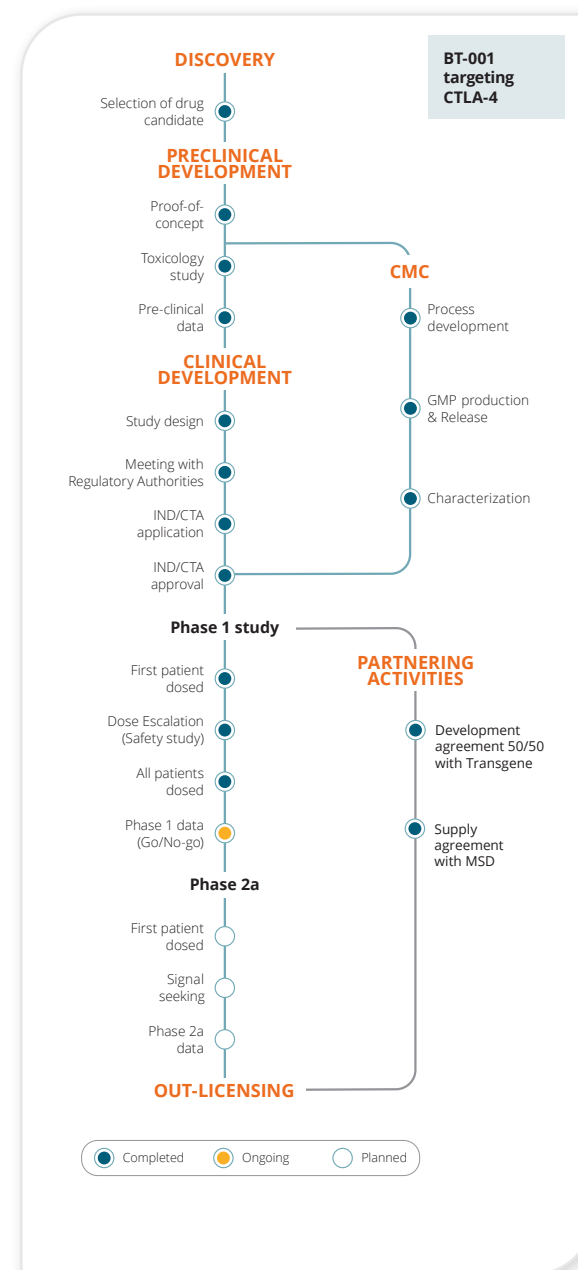 BT-001
targeting
CTLA-4
DISCOVERY
Selection of drug
candidate
PRECLINICAL
DEVELOPMENT
Proof-of-
concept
Toxicology
study
Pre-clinical
data
CMC
Process
development
GMP production
& Release
Characterization
CLINICAL
DEVELOPMENT
Study design
Meeting with
Regulatory Authorities
IND/CTA
application
IND/CTA
approval
Phase 1 study
First patient
dosed
Dose Escalation
(Safety study)
All patients
dosed
Phase 1 data
(Go/No-go)
PARTNERING
ACTIVITIES
Development
agreement 50/50
with Transgene
Supply
agreement
with MSD
Phase 2a
First patient
dosed
Signal
seeking
Phase 2a
data
OUT-LICENSING
Completed
Ongoing
Planned